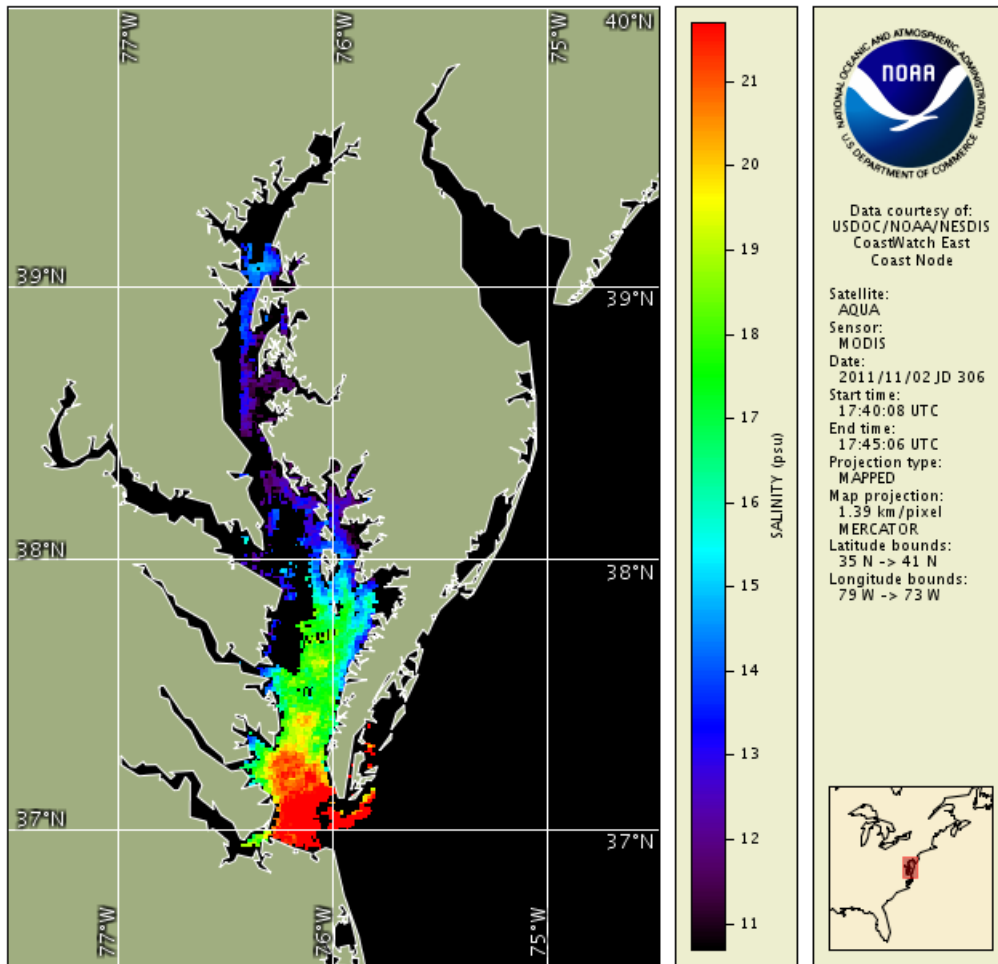 77°W
76°W
75°W
40°N
39°N
39°N
38°N
38°N
37°N
37°N
77°W
76°W
75°W
21
20
19
18
17
16
15
14
13
12
11
SALINITY (psu)
NATIONAL OCEANIC AND ATMOSPHERIC ADMINISTRATION
NOAA
U.S. DEPARTMENT OF COMMERCE
Data courtesy of:
USDOC/NOAA/NESDIS
CoastWatch East
Coast Node
Satellite:
AQUA
Sensor:
MODIS
Date:
2011/11/02 JD 306
Start time:
17:40:08 UTC
End time:
17:45:06 UTC
Projection type:
MAPPED
Map projection:
1.39 km/pixel
MERCATOR
Latitude bounds:
35 N -> 41 N
Longitude bounds:
79 W -> 73 W